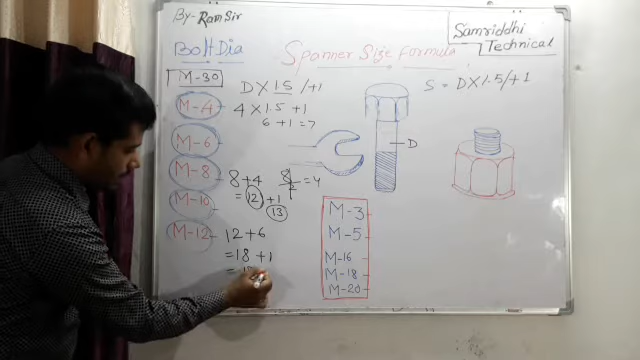 By- Ram Sir
Samriddhi
Technical
Bolt Dia
Spanner Size Formula
M-30
D X 1.5 /+1
S = D X 1.5/+1
M-4
4 X 1.5 +1
6 +1 = 7
M-6
D
M-8
8+4
8/2 = 4
= 12 +1
13
M-10
M-3
M-12
12+6
M-5
= 18 +1
M-16
M-18
M-20